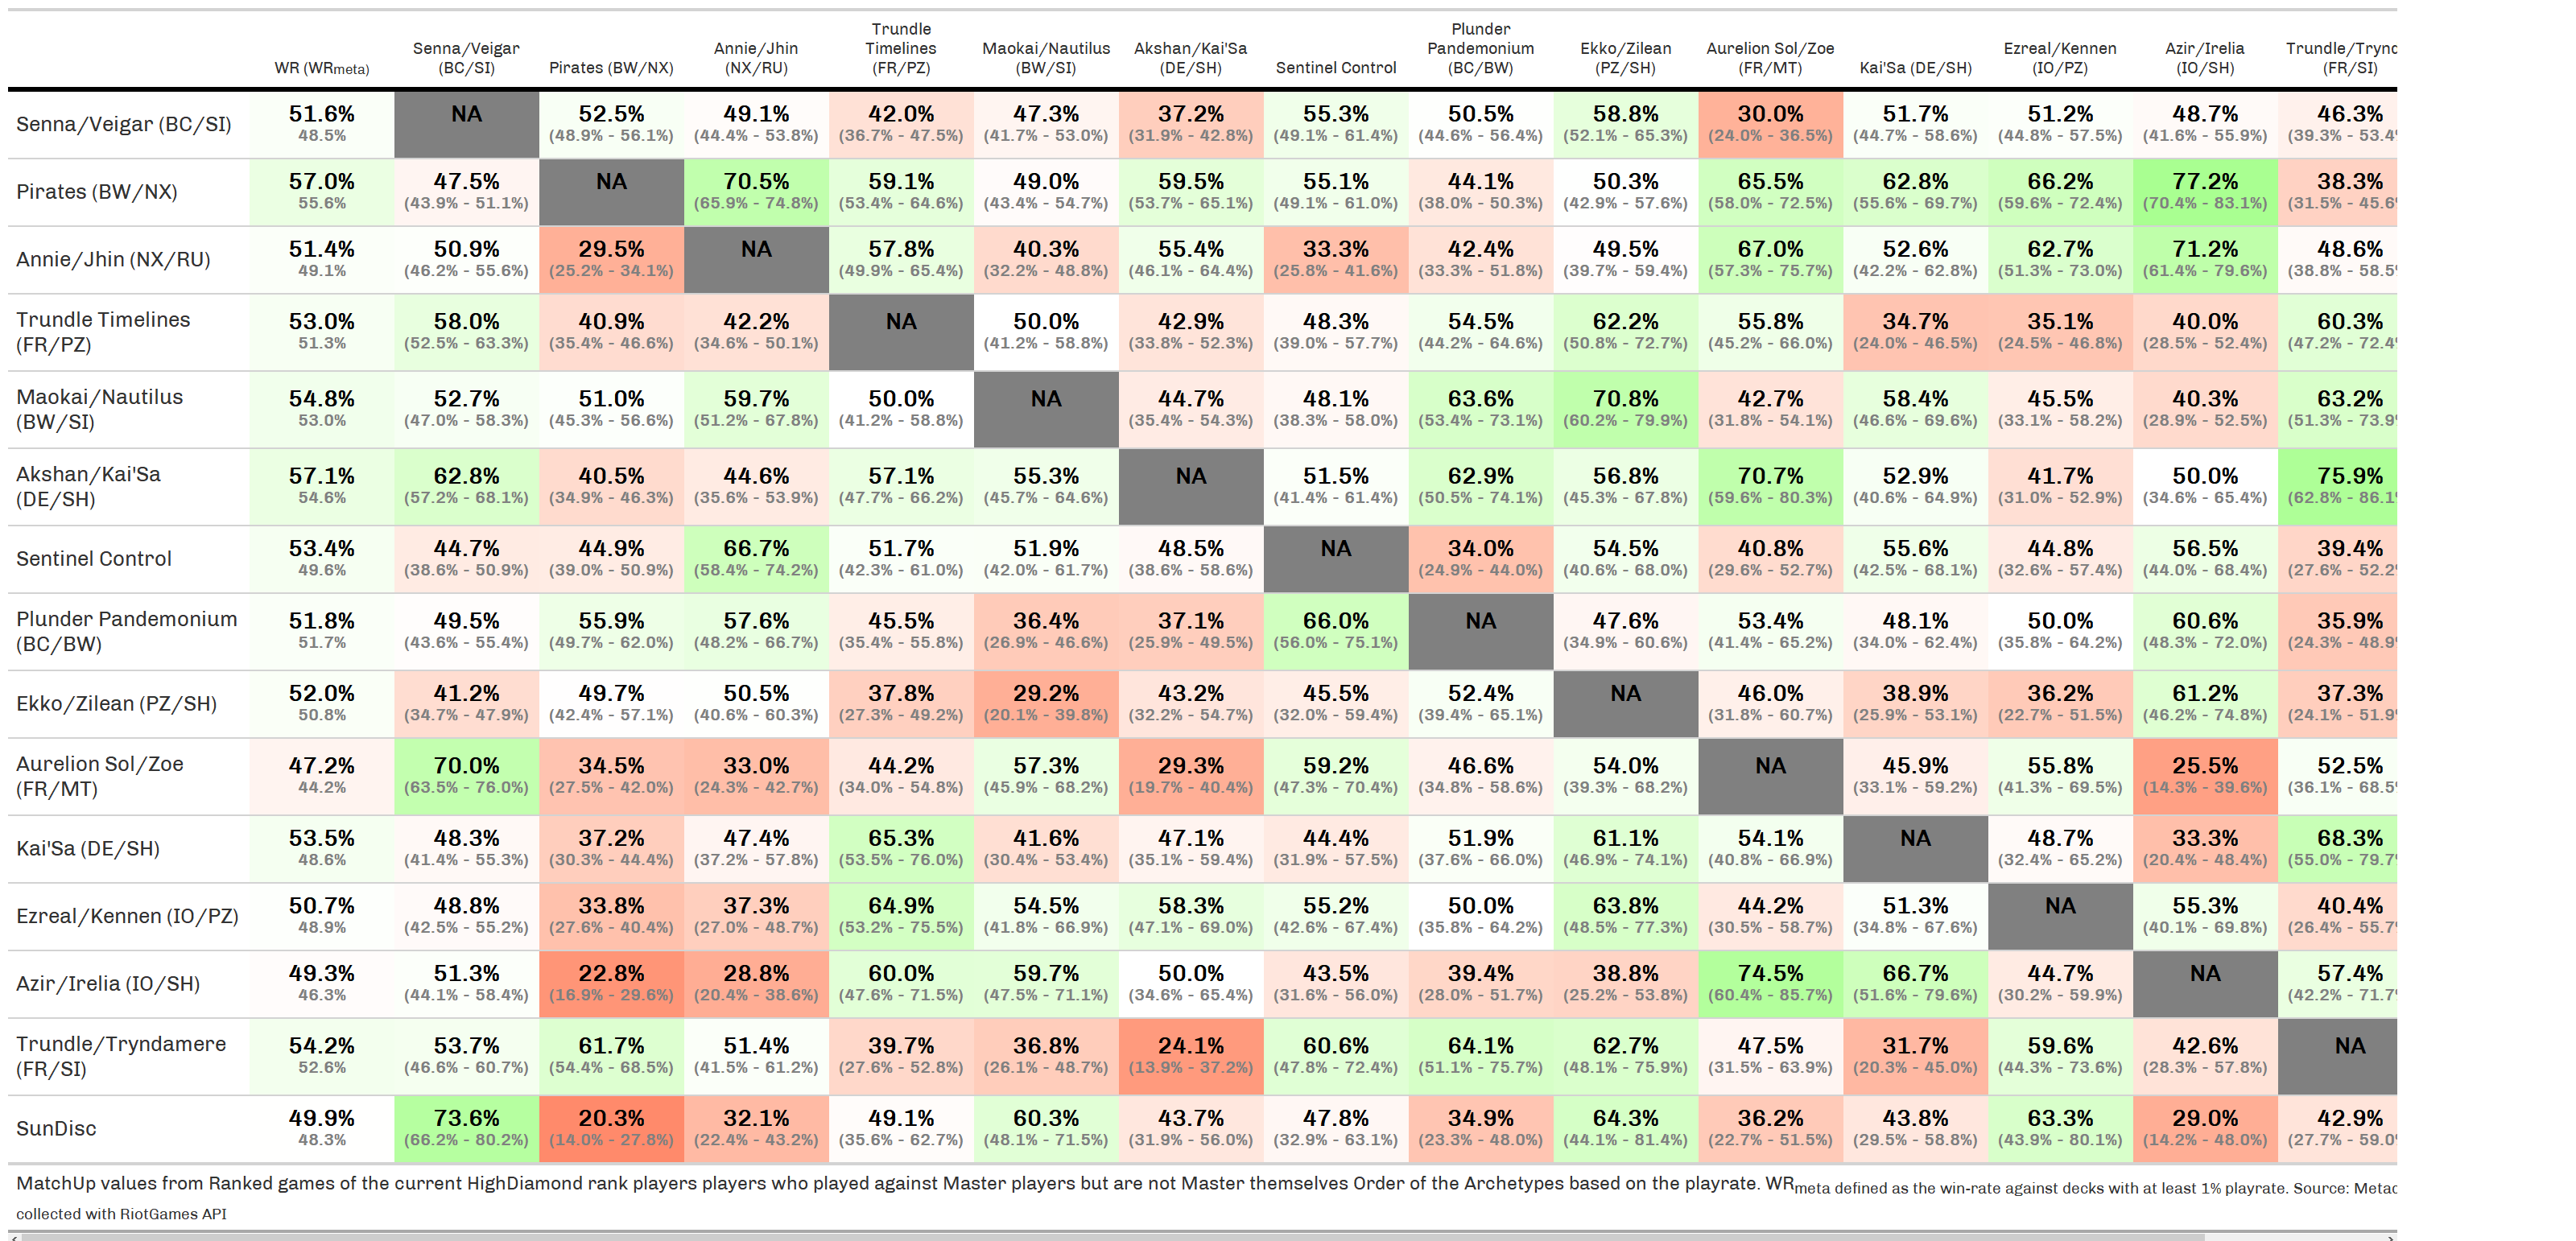 WR (WRmeta) Senna/Veigar (BC/SI) Pirates (BW/NX) Annie/Jhin (NX/RU) Trundle Timelines (FR/PZ) Maokai/Nautilus (BW/SI) Akshan/Kai'Sa (DE/SH) Sentinel Control Plunder Pandemonium (BC/BW) Ekko/Zilean (PZ/SH) Aurelion Sol/Zoe (FR/MT) Kai'Sa (DE/SH) Ezreal/Kennen (IO/PZ) Azir/Irelia (IO/SH) Trundle/Trynd (FR/SI)
Senna/Veigar (BC/SI) 51.6% NA 52.5% 49.1% 42.0% 47.3% 37.2% 55.3% 50.5% 58.8% 30.0% 51.7% 51.2% 48.7% 46.3%
48.5% (48.9% - 56.1%) (44.4% - 53.8%) (36.7% - 47.5%) (41.7% - 53.0%) (31.9% - 42.8%) (49.1% - 61.4%) (44.6% - 56.4%) (52.1% - 65.3%) (24.0% - 36.5%) (44.7% - 58.6%) (44.8% - 57.5%) (41.6% - 55.9%) (39.3% - 53.4%
Pirates (BW/NX) 57.0% 47.5% NA 70.5% 59.1% 49.0% 59.5% 55.1% 44.1% 50.3% 65.5% 62.8% 66.2% 77.2% 38.3%
55.6% (43.9% - 51.1%) (65.9% - 74.8%) (53.4% - 64.6%) (43.4% - 54.7%) (53.7% - 65.1%) (49.1% - 61.0%) (38.0% - 50.3%) (42.9% - 57.6%) (58.0% - 72.5%) (55.6% - 69.7%) (59.6% - 72.4%) (70.4% - 83.1%) (31.5% - 45.6%
Annie/Jhin (NX/RU) 51.4% 50.9% 29.5% NA 57.8% 40.3% 55.4% 33.3% 42.4% 49.5% 67.0% 52.6% 62.7% 71.2% 48.6%
49.1% (46.2% - 55.6%) (25.2% - 34.1%) (49.9% - 65.4%) (32.2% - 48.8%) (46.1% - 64.4%) (25.8% - 41.6%) (33.3% - 51.8%) (39.7% - 59.4%) (57.3% - 75.7%) (42.2% - 62.8%) (51.3% - 73.0%) (61.4% - 79.6%) (38.8% - 58.5%
Trundle Timelines (FR/PZ) 53.0% 58.0% 40.9% 42.2% NA 50.0% 42.9% 48.3% 54.5% 62.2% 55.8% 34.7% 35.1% 40.0% 60.3%
51.3% (52.5% - 63.3%) (35.4% - 46.6%) (34.6% - 50.1%) (41.2% - 58.8%) (33.8% - 52.3%) (39.0% - 57.7%) (44.2% - 64.6%) (50.8% - 72.7%) (45.2% - 66.0%) (24.0% - 46.5%) (24.5% - 46.8%) (28.5% - 52.4%) (47.2% - 72.4%
Maokai/Nautilus (BW/SI) 54.8% 52.7% 51.0% 59.7% 50.0% NA 44.7% 48.1% 63.6% 70.8% 42.7% 58.4% 45.5% 40.3% 63.2%
53.0% (47.0% - 58.3%) (45.3% - 56.6%) (51.2% - 67.8%) (41.2% - 58.8%) (35.4% - 54.3%) (38.3% - 58.0%) (53.4% - 73.1%) (60.2% - 79.9%) (31.8% - 54.1%) (46.6% - 69.6%) (33.1% - 58.2%) (28.9% - 52.5%) (51.3% - 73.9%
Akshan/Kai'Sa (DE/SH) 57.1% 62.8% 40.5% 44.6% 57.1% 55.3% NA 51.5% 62.9% 56.8% 70.7% 52.9% 41.7% 50.0% 75.9%
54.6% (57.2% - 68.1%) (34.9% - 46.3%) (35.6% - 53.9%) (47.7% - 66.2%) (45.7% - 64.6%) (41.4% - 61.4%) (50.5% - 74.1%) (45.3% - 67.8%) (59.6% - 80.3%) (40.6% - 64.9%) (31.0% - 52.9%) (34.6% - 65.4%) (62.8% - 86.1%
Sentinel Control 53.4% 44.7% 44.9% 66.7% 51.7% 51.9% 48.5% NA 34.0% 54.5% 40.8% 55.6% 44.8% 56.5% 39.4%
49.6% (38.6% - 50.9%) (39.0% - 50.9%) (58.4% - 74.2%) (42.3% - 61.0%) (42.0% - 61.7%) (38.6% - 58.6%) (24.9% - 44.0%) (40.6% - 68.0%) (29.6% - 52.7%) (42.5% - 68.1%) (32.6% - 57.4%) (44.0% - 68.4%) (27.6% - 52.2%
Plunder Pandemonium (BC/BW) 51.8% 49.5% 55.9% 57.6% 45.5% 36.4% 37.1% 66.0% NA 47.6% 53.4% 48.1% 50.0% 60.6% 35.9%
51.7% (43.6% - 55.4%) (49.7% - 62.0%) (48.2% - 66.7%) (35.4% - 55.8%) (26.9% - 46.6%) (25.9% - 49.5%) (56.0% - 75.1%) (34.9% - 60.6%) (41.4% - 65.2%) (34.0% - 62.4%) (35.8% - 64.2%) (48.3% - 72.0%) (24.3% - 48.9%
Ekko/Zilean (PZ/SH) 52.0% 41.2% 49.7% 50.5% 37.8% 29.2% 43.2% 45.5% 52.4% NA 46.0% 38.9% 36.2% 61.2% 37.3%
50.8% (34.7% - 47.9%) (42.4% - 57.1%) (40.6% - 60.3%) (27.3% - 49.2%) (20.1% - 39.8%) (32.2% - 54.7%) (32.0% - 59.4%) (39.4% - 65.1%) (31.8% - 60.7%) (25.9% - 53.1%) (22.7% - 51.5%) (46.2% - 74.8%) (24.1% - 51.9%
Aurelion Sol/Zoe (FR/MT) 47.2% 70.0% 34.5% 33.0% 44.2% 57.3% 29.3% 59.2% 46.6% 54.0% NA 45.9% 55.8% 25.5% 52.5%
44.2% (63.5% - 76.0%) (27.5% - 42.0%) (24.3% - 42.7%) (34.0% - 54.8%) (45.9% - 68.2%) (19.7% - 40.4%) (47.3% - 70.4%) (34.8% - 58.6%) (39.3% - 68.2%) (33.1% - 59.2%) (41.3% - 69.5%) (14.3% - 39.6%) (36.1% - 68.5%
Kai'Sa (DE/SH) 53.5% 48.3% 37.2% 47.4% 65.3% 41.6% 47.1% 44.4% 51.9% 61.1% 54.1% NA 48.7% 33.3% 68.3%
48.6% (41.4% - 55.3%) (30.3% - 44.4%) (37.2% - 57.8%) (53.5% - 76.0%) (30.4% - 53.4%) (35.1% - 59.4%) (31.9% - 57.5%) (37.6% - 66.0%) (46.9% - 74.1%) (40.8% - 66.9%) (32.4% - 65.2%) (20.4% - 48.4%) (55.0% - 79.7%
Ezreal/Kennen (IO/PZ) 50.7% 48.8% 33.8% 37.3% 64.9% 54.5% 58.3% 55.2% 50.0% 63.8% 44.2% 51.3% NA 55.3% 40.4%
48.9% (42.5% - 55.2%) (27.6% - 40.4%) (27.0% - 48.7%) (53.2% - 75.5%) (41.8% - 66.9%) (47.1% - 69.0%) (42.6% - 67.4%) (35.8% - 64.2%) (48.5% - 77.3%) (30.5% - 58.7%) (34.8% - 67.6%) (40.1% - 69.8%) (26.4% - 55.7%
Azir/Irelia (IO/SH) 49.3% 51.3% 22.8% 28.8% 60.0% 59.7% 50.0% 43.5% 39.4% 38.8% 74.5% 66.7% 44.7% NA 57.4%
46.3% (44.1% - 58.4%) (16.9% - 29.6%) (20.4% - 38.6%) (47.6% - 71.5%) (47.5% - 71.1%) (34.6% - 65.4%) (31.6% - 56.0%) (28.0% - 51.7%) (25.2% - 53.8%) (60.4% - 85.7%) (51.6% - 79.6%) (30.2% - 59.9%) (42.2% - 71.7%
Trundle/Tryndamere (FR/SI) 54.2% 53.7% 61.7% 51.4% 39.7% 36.8% 24.1% 60.6% 64.1% 62.7% 47.5% 31.7% 59.6% 42.6% NA
52.6% (46.6% - 60.7%) (54.4% - 68.5%) (41.5% - 61.2%) (27.6% - 52.8%) (26.1% - 48.7%) (13.9% - 37.2%) (47.8% - 72.4%) (51.1% - 75.7%) (48.1% - 75.9%) (31.5% - 63.9%) (20.3% - 45.0%) (44.3% - 73.6%) (28.3% - 57.8%)
SunDisc 49.9% 73.6% 20.3% 32.1% 49.1% 60.3% 43.7% 47.8% 34.9% 64.3% 36.2% 43.8% 63.3% 29.0% 42.9%
48.3% (66.2% - 80.2%) (14.0% - 27.8%) (22.4% - 43.2%) (35.6% - 62.7%) (48.1% - 71.5%) (31.9% - 56.0%) (32.9% - 63.1%) (23.3% - 48.0%) (44.1% - 81.4%) (22.7% - 51.5%) (29.5% - 58.8%) (43.9% - 80.1%) (14.2% - 48.0%) (27.7% - 59.0%
MatchUp values from Ranked games of the current HighDiamond rank players players who played against Master players but are not Master themselves Order of the Archetypes based on the playrate. WRmeta defined as the win-rate against decks with at least 1% playrate. Source: Metac
collected with RiotGames API